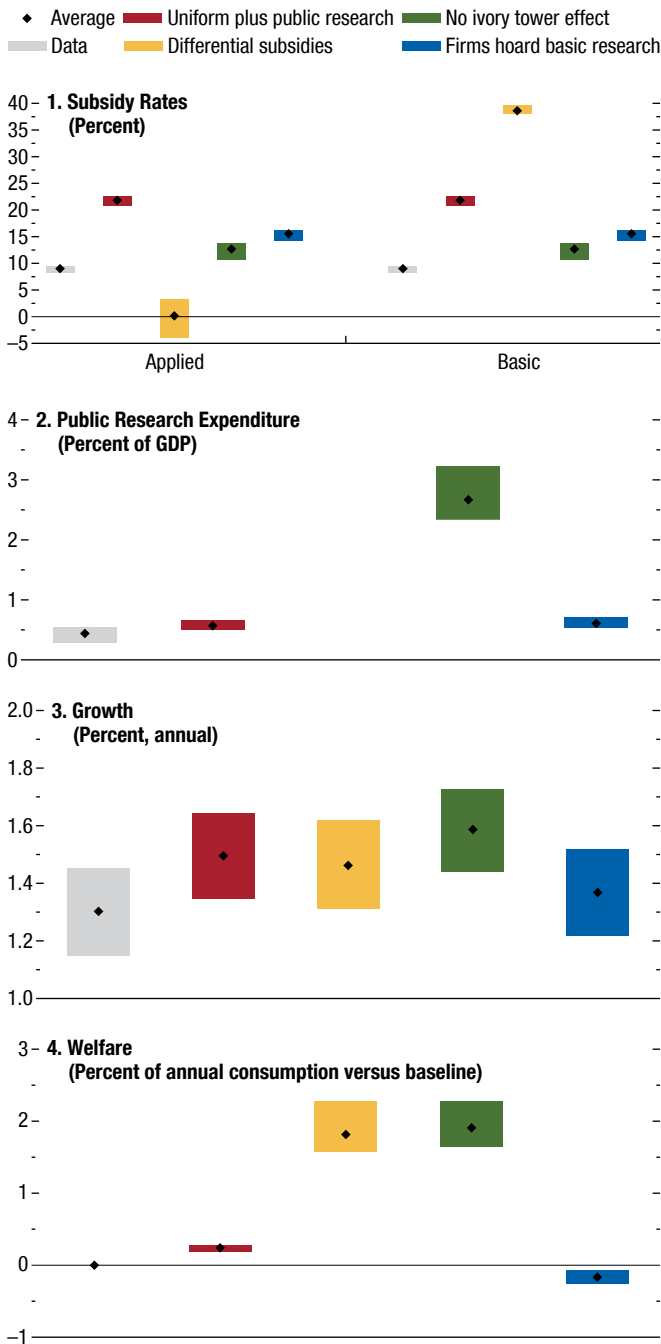 Average Uniform plus public research No ivory tower effect
Data Differential subsidies Firms hoard basic research
1. Subsidy Rates
(Percent)
40
35
30
25
20
15
10
5
0
–5
Applied Basic
2. Public Research Expenditure
(Percent of GDP)
4
3
2
1
0
3. Growth
(Percent, annual)
2.0
1.8
1.6
1.4
1.2
1.0
4. Welfare
(Percent of annual consumption versus baseline)
3
2
1
0
–1